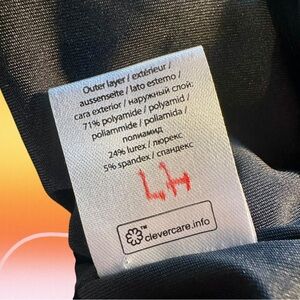 Outer layer / extérieur /
aussenseite / lato esterno /
cara exterior / наружный слой:
71% polyamide / polyamid /
poliammide / poliamida /
полиамид
24% lurex / люрекс
5% spandex / спандекс
™ clevercare.info